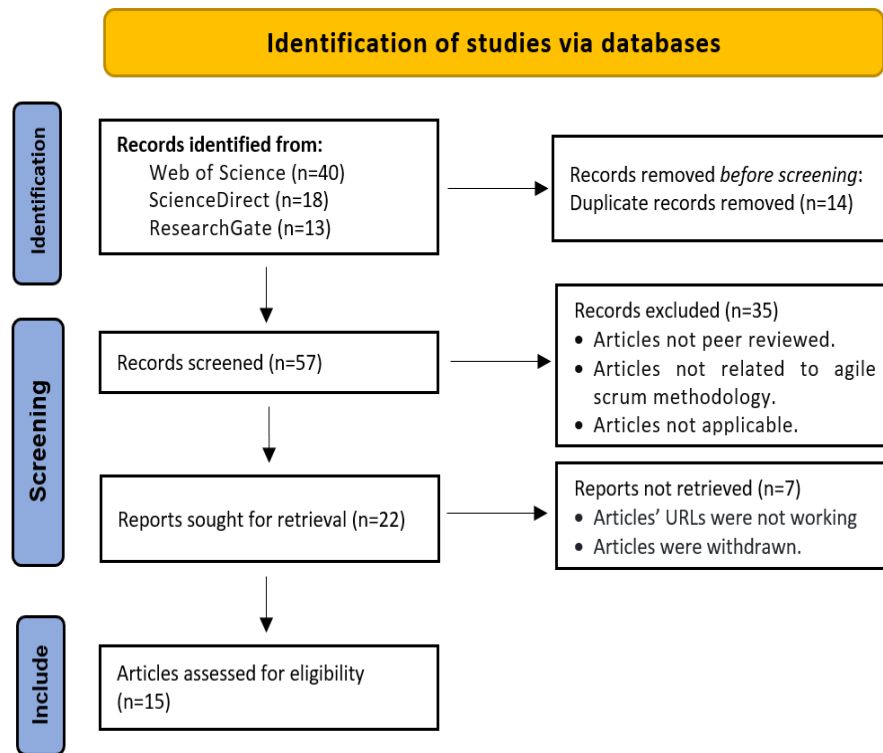 Identification of studies via databases
Identification
Records identified from:
Web of Science (n=40)
ScienceDirect (n=18)
ResearchGate (n=13)
Records removed before screening:
Duplicate records removed (n=14)
Screening
Records screened (n=57)
Records excluded (n=35)
• Articles not peer reviewed.
• Articles not related to agile
scrum methodology.
• Articles not applicable.
Reports sought for retrieval (n=22)
Reports not retrieved (n=7)
• Articles’ URLs were not working
• Articles were withdrawn.
Include
Articles assessed for eligibility
(n=15)